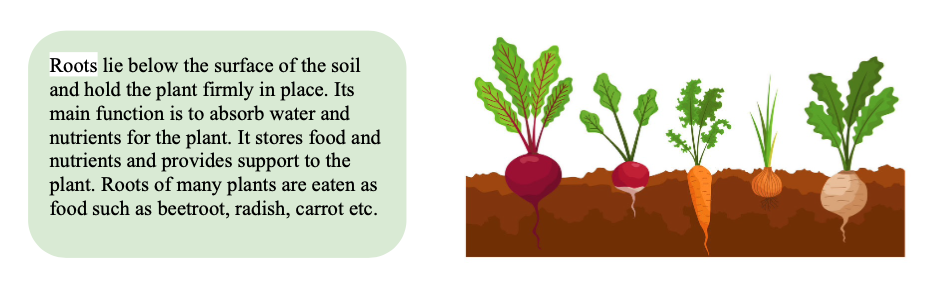 Roots lie below the surface of the soil
and hold the plant firmly in place. Its
main function is to absorb water and
nutrients for the plant. It stores food and
nutrients and provides support to the
plant. Roots of many plants are eaten as
food such as beetroot, radish, carrot etc.